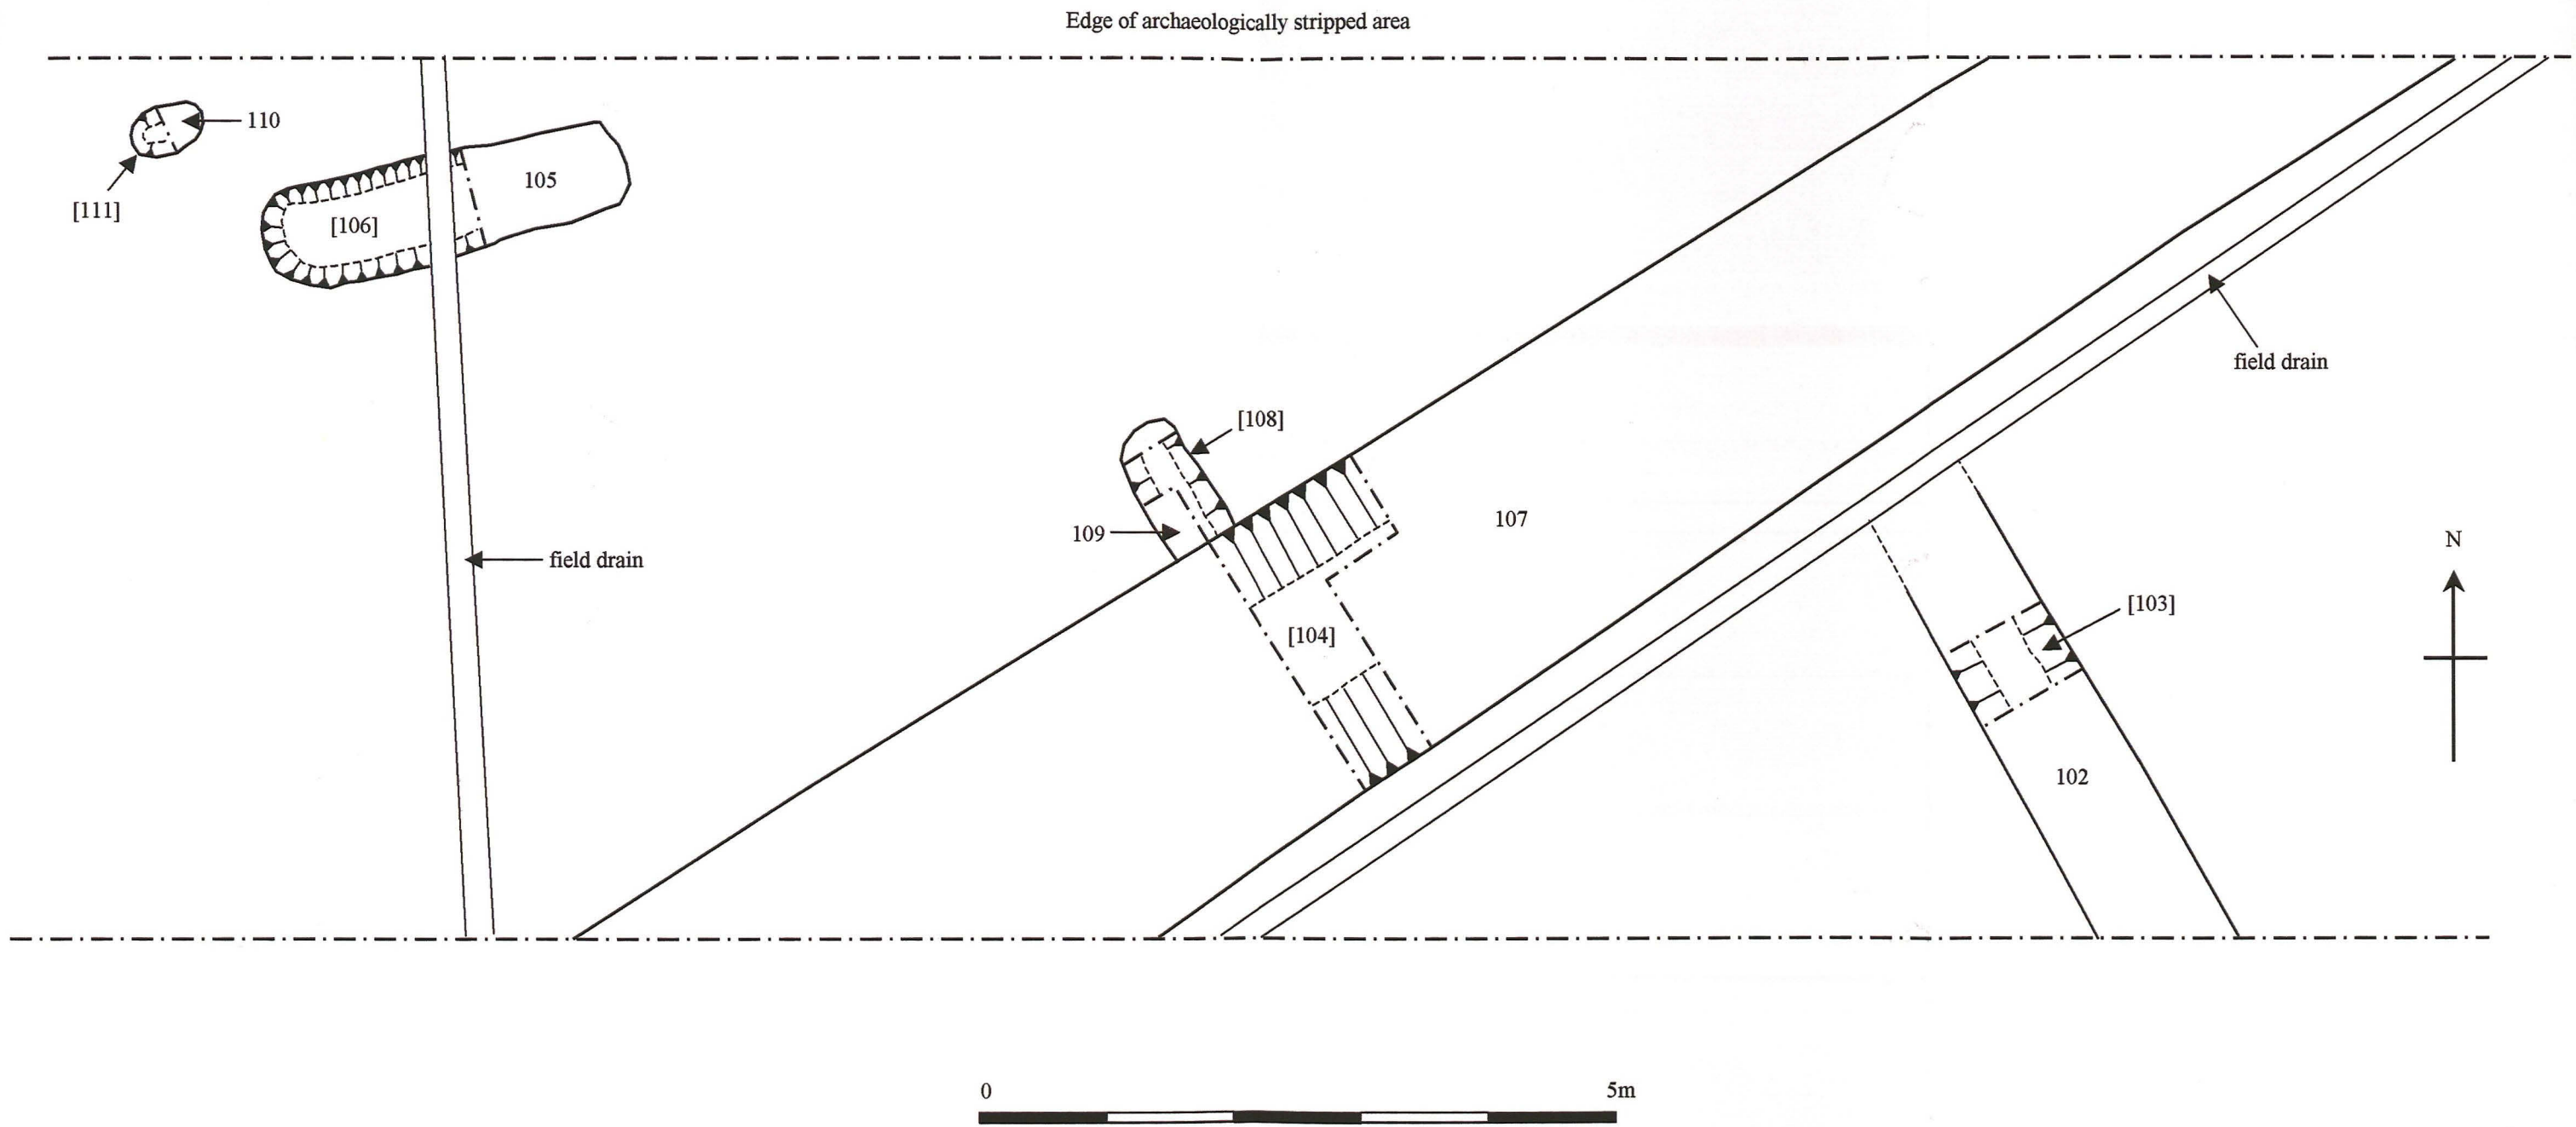 Edge of archaeologically stripped area
110
[111]
105
[106]
field drain
[108]
109
107
[104]
field drain
[103]
102
N
0
5m